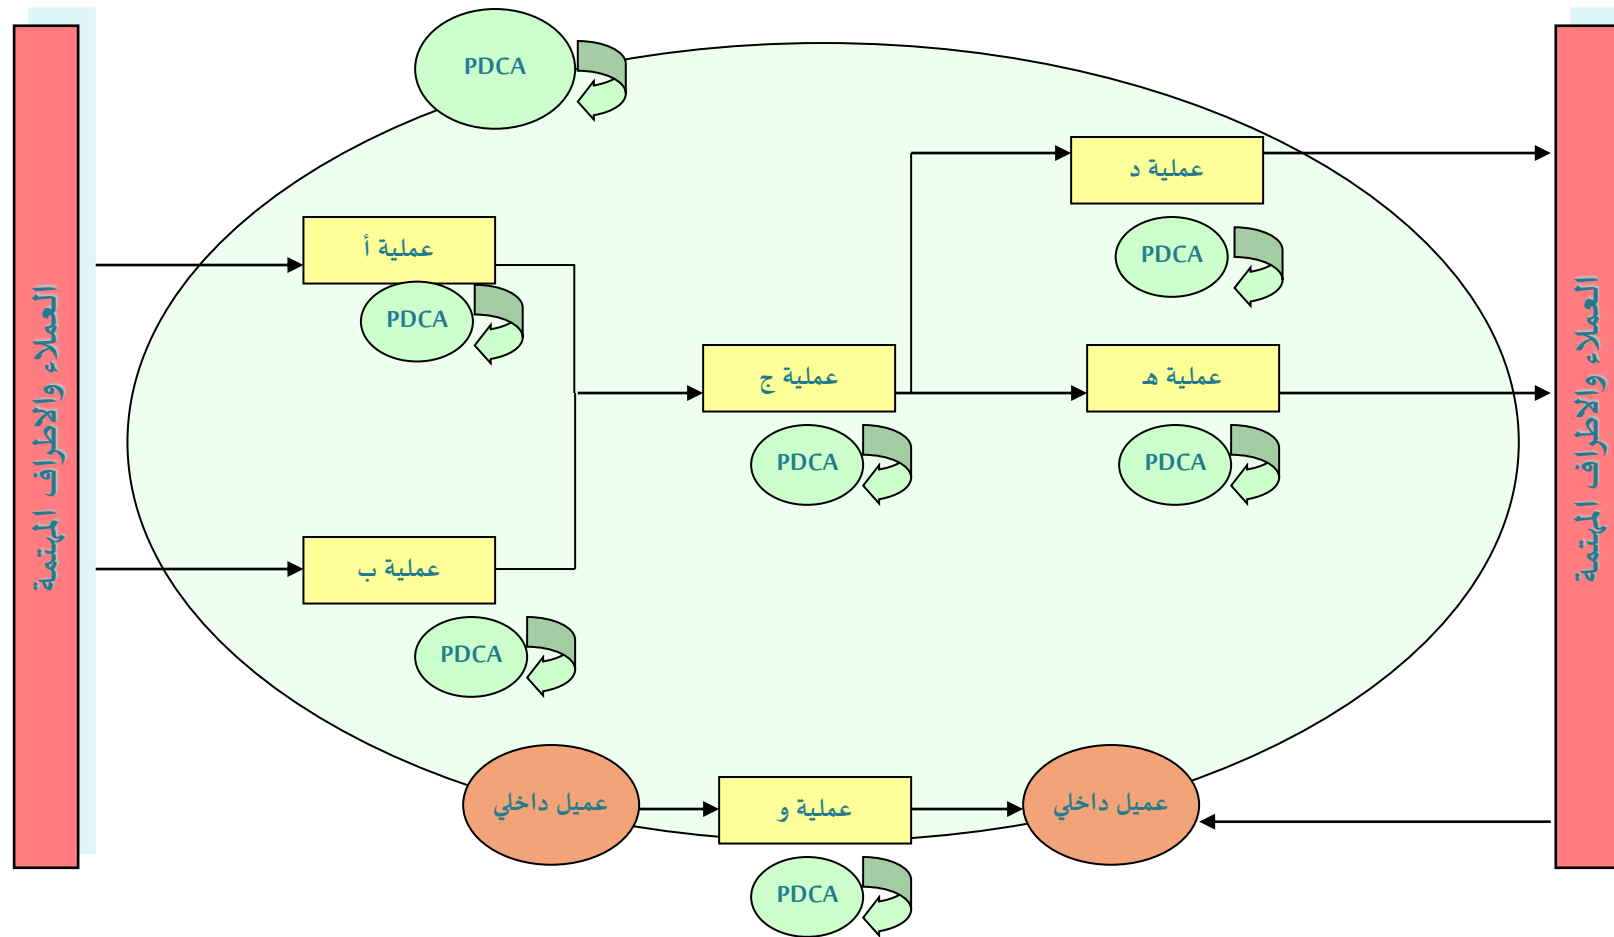 PDCA
عملية د
PDCA
عملية أ
PDCA
العملاء والاطراف المهتمة
العملاء والاطراف المهتمة
عملية ج
PDCA
عملية هـ
PDCA
عملية ب
PDCA
عميل داخلي
عملية و
عميل داخلي
PDCA